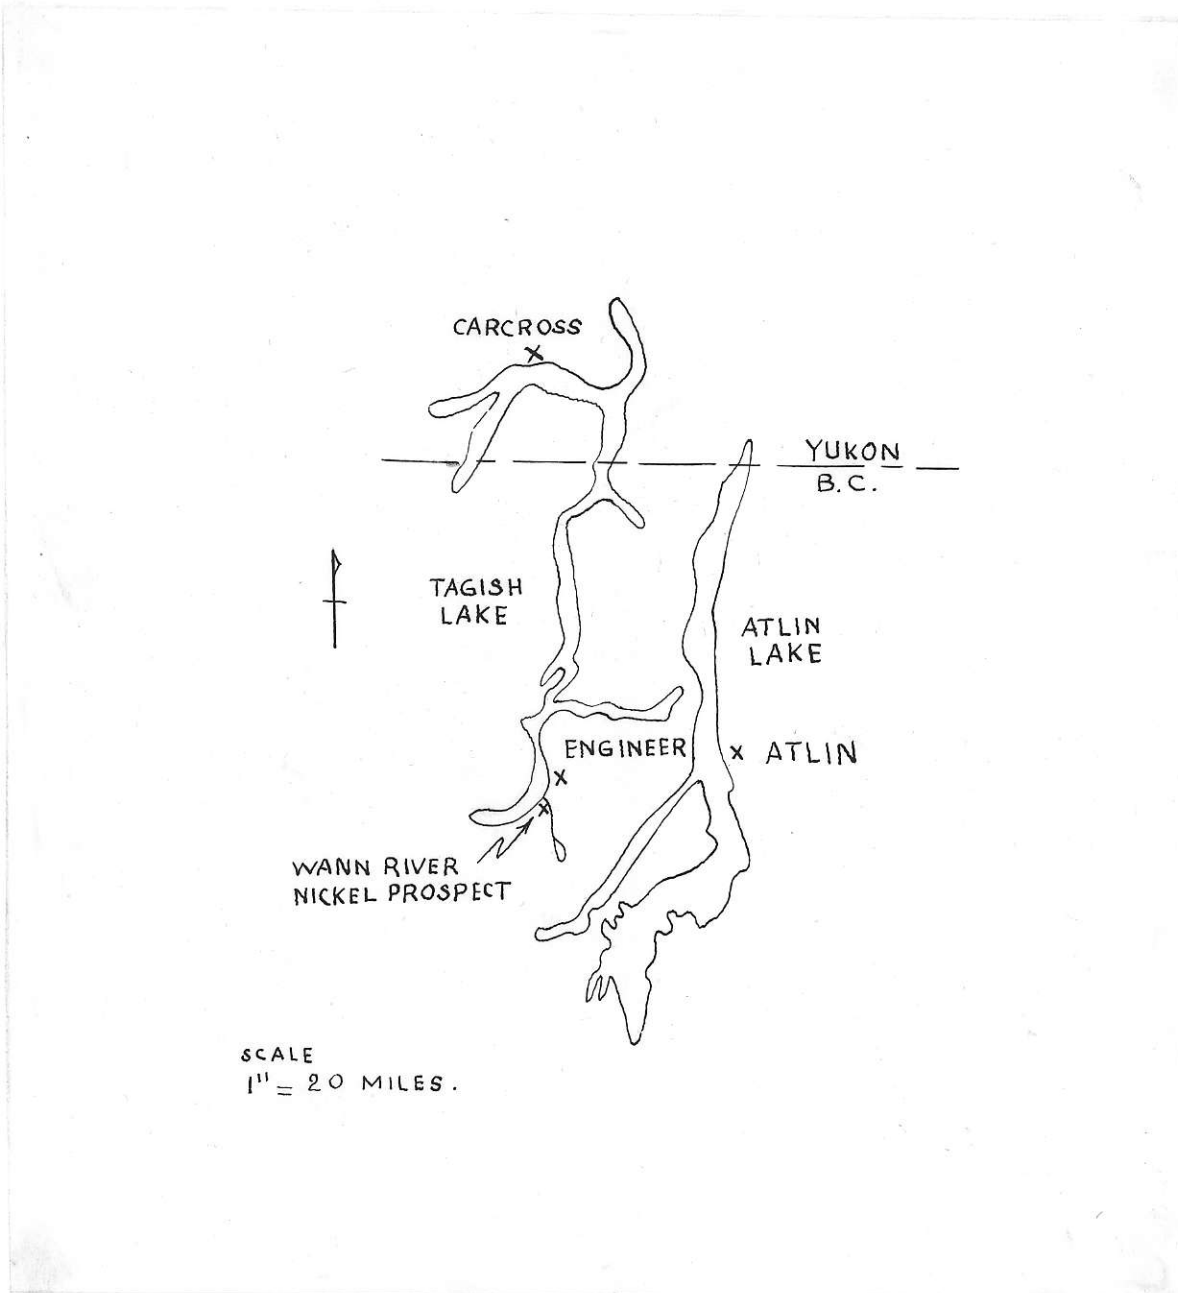 CARCROSS
YUKON
B.C.
TAGISH
LAKE
ATLIN
LAKE
ENGINEER
ATLIN
WANN RIVER
NICKEL PROSPECT
SCALE
1" = 20 MILES.